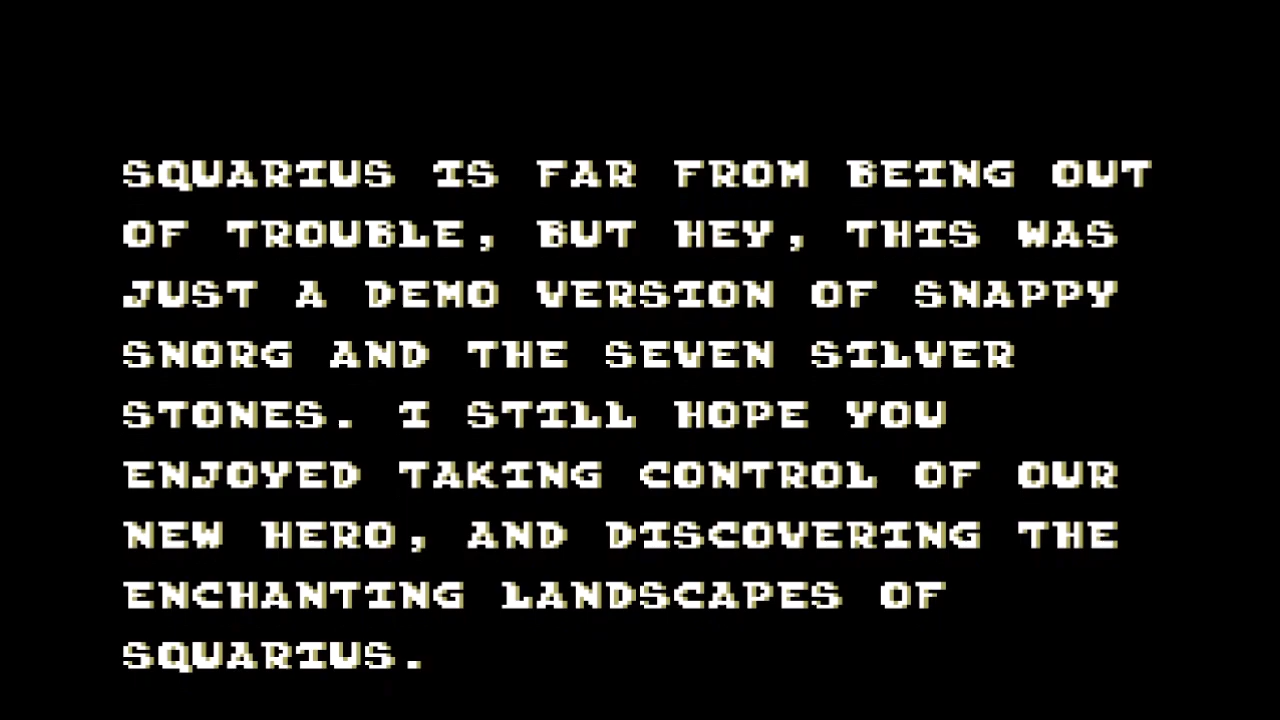 SQUARIUS IS FAR FROM BEING OUT
OF TROUBLE, BUT HEY, THIS WAS
JUST A DEMO VERSION OF SNAPPY
SNORG AND THE SEVEN SILVER
STONES. I STILL HOPE YOU
ENJOYED TAKING CONTROL OF OUR
NEW HERO, AND DISCOVERING THE
ENCHANTING LANDSCAPES OF
SQUARIUS.